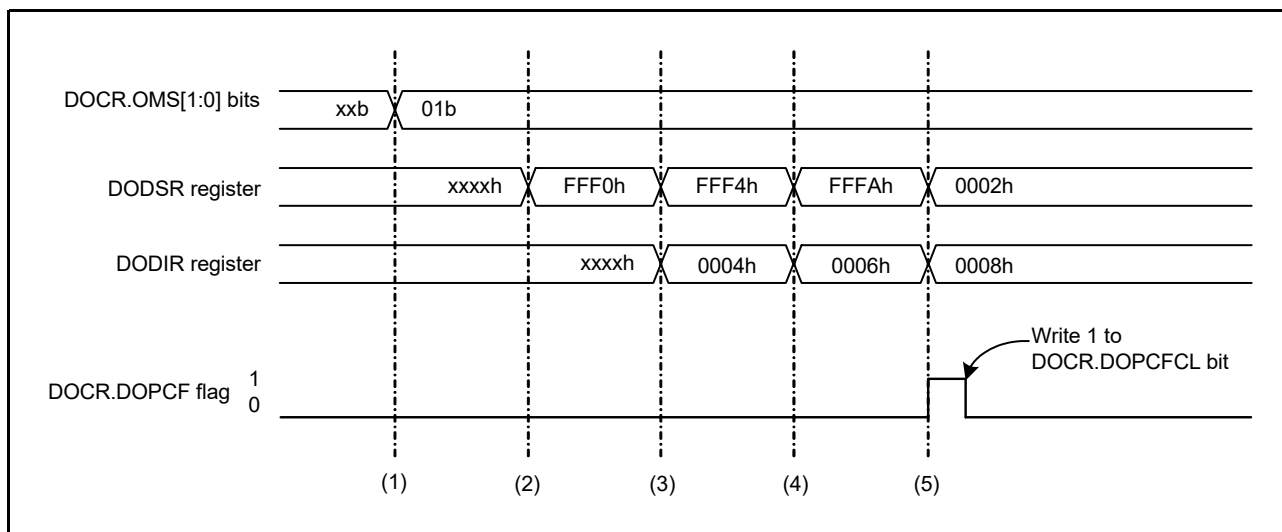 DOCR.OMS[1:0] bits
xxb
01b
DODSR register
xxxxh
FFF0h
FFF4h
FFFAh
0002h
DODIR register
xxxxh
0004h
0006h
0008h
Write 1 to
DOCR.DOPCFCL bit
DOCR.DOPCF flag
1
0
(1)
(2)
(3)
(4)
(5)